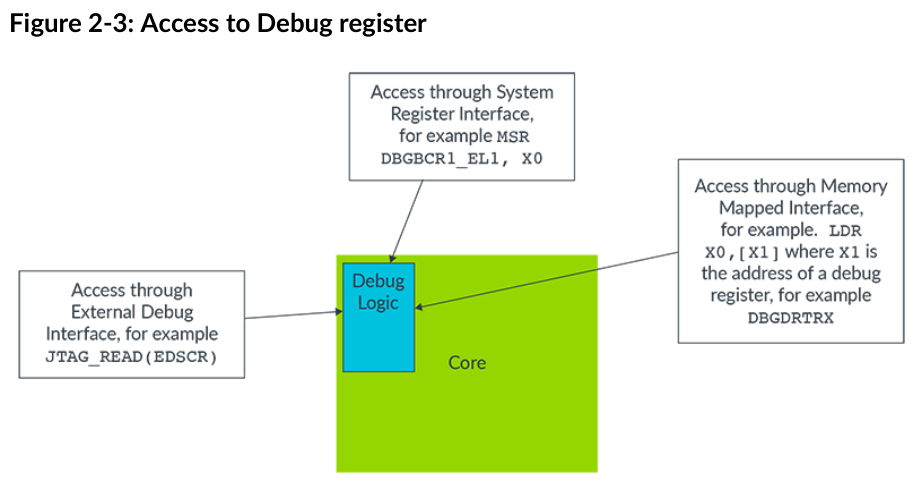 Figure 2-3: Access to Debug register
Access through System
Register Interface,
for example MSR
DBGBCR1_EL1, X0
Access through Memory
Mapped Interface,
for example. LDR
X0,[X1] where X1 is
the address of a debug
register, for example
DBGDRTRX
Access through
External Debug
Interface, for example
JTAG_READ(EDSCR)
Debug
Logic
Core